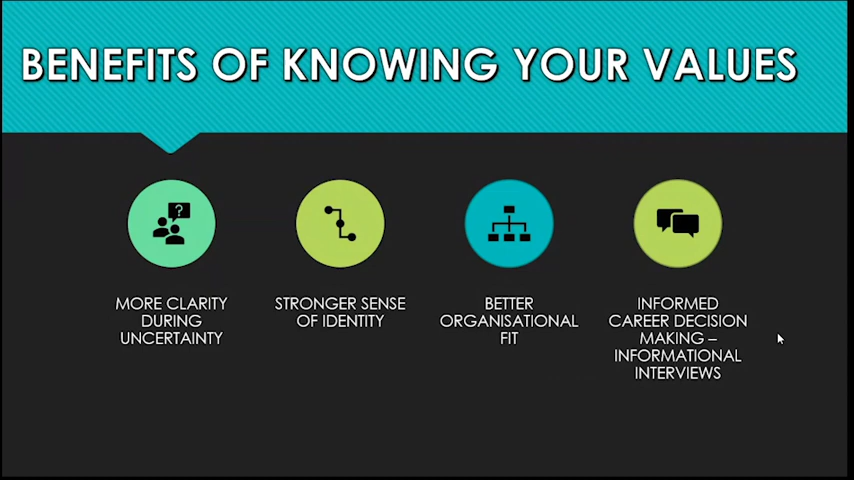 BENEFITS OF KNOWING YOUR VALUES
?
MORE CLARITY
DURING
UNCERTAINTY
STRONGER SENSE
OF IDENTITY
BETTER
ORGANISATIONAL
FIT
INFORMED
CAREER DECISION
MAKING –
INFORMATIONAL
INTERVIEWS